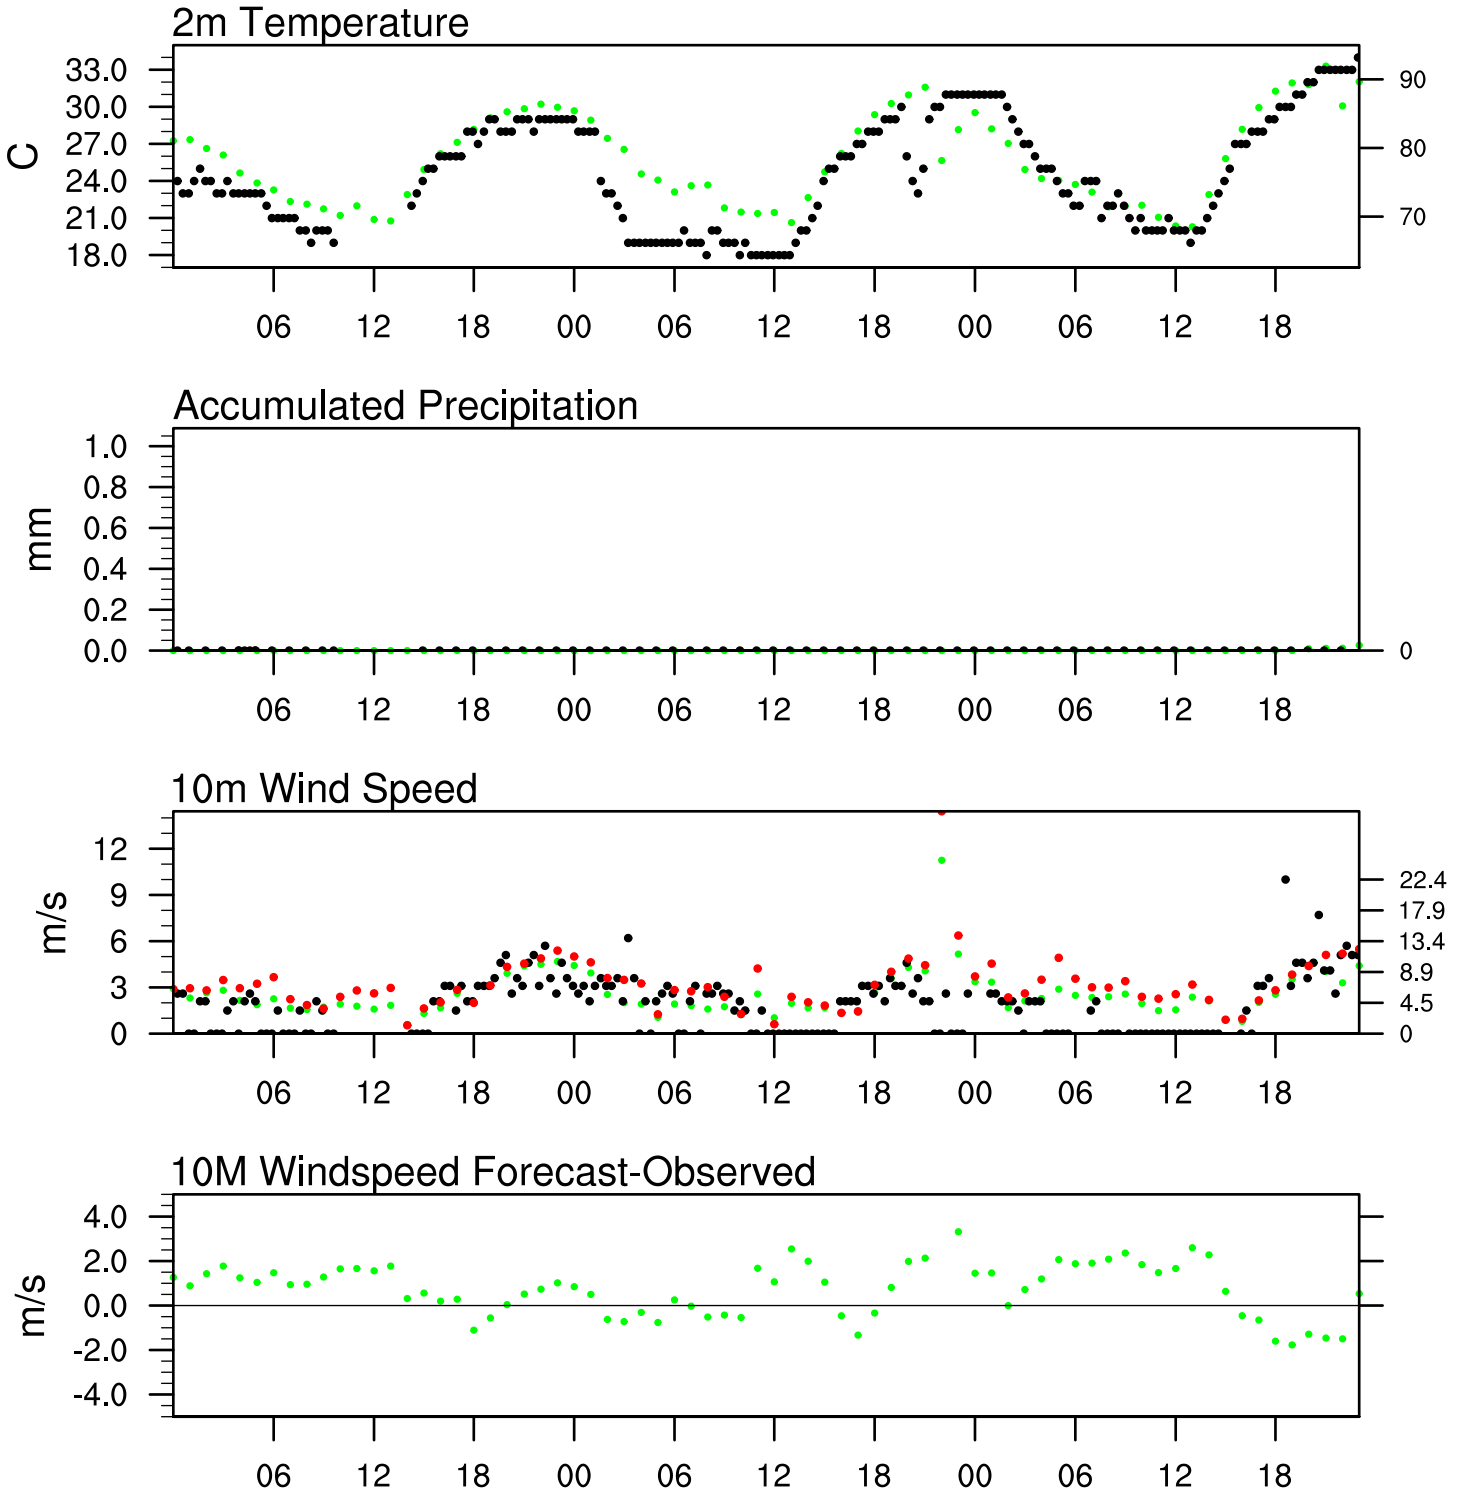 2m Temperature
33.0
30.0
27.0
24.0
21.0
18.0
C
90
80
70
06 12 18 00 06 12 18 00 06 12 18
Accumulated Precipitation
1.0
0.8
0.6
0.4
0.2
0.0
mm
0
06 12 18 00 06 12 18 00 06 12 18
10m Wind Speed
12
9
6
3
0
m/s
22.4
17.9
13.4
8.9
4.5
0
06 12 18 00 06 12 18 00 06 12 18
10M Windspeed Forecast-Observed
4.0
2.0
0.0
-2.0
-4.0
m/s
06 12 18 00 06 12 18 00 06 12 18